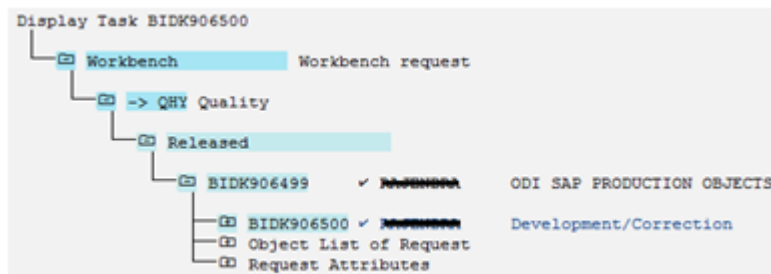 Display Task BIDK906500
Workbench Workbench request
-> QHY Quality
Released
BIDK906499 ✓ ODI SAP PRODUCTION OBJECTS
BIDK906500 ✓ Development/Correction
Object List of Request
Request Attributes